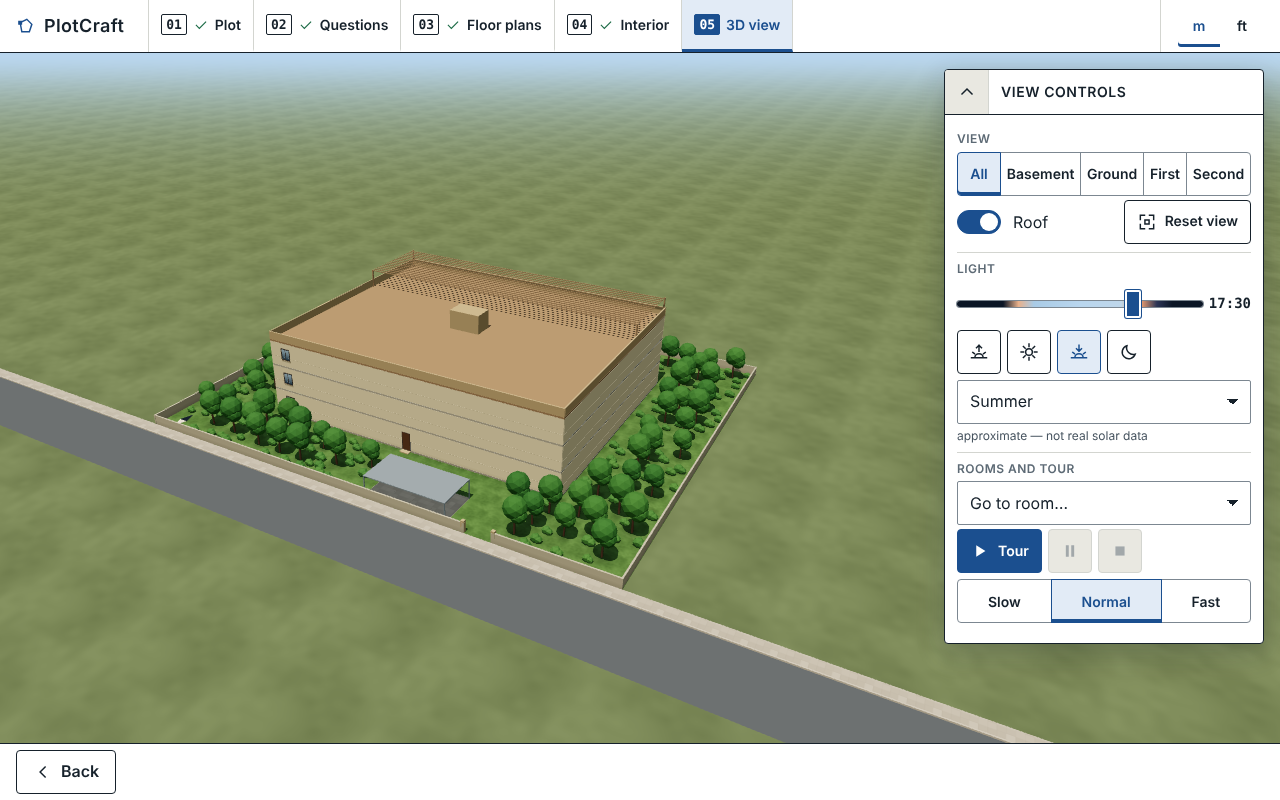 PlotCraft
01 Plot
02 Questions
03 Floor plans
04 Interior
05 3D view
m ft
VIEW CONTROLS
VIEW
All Basement Ground First Second
Roof
Reset view
LIGHT
17:30
Summer
approximate — not real solar data
ROOMS AND TOUR
Go to room...
Tour
Slow Normal Fast
Back